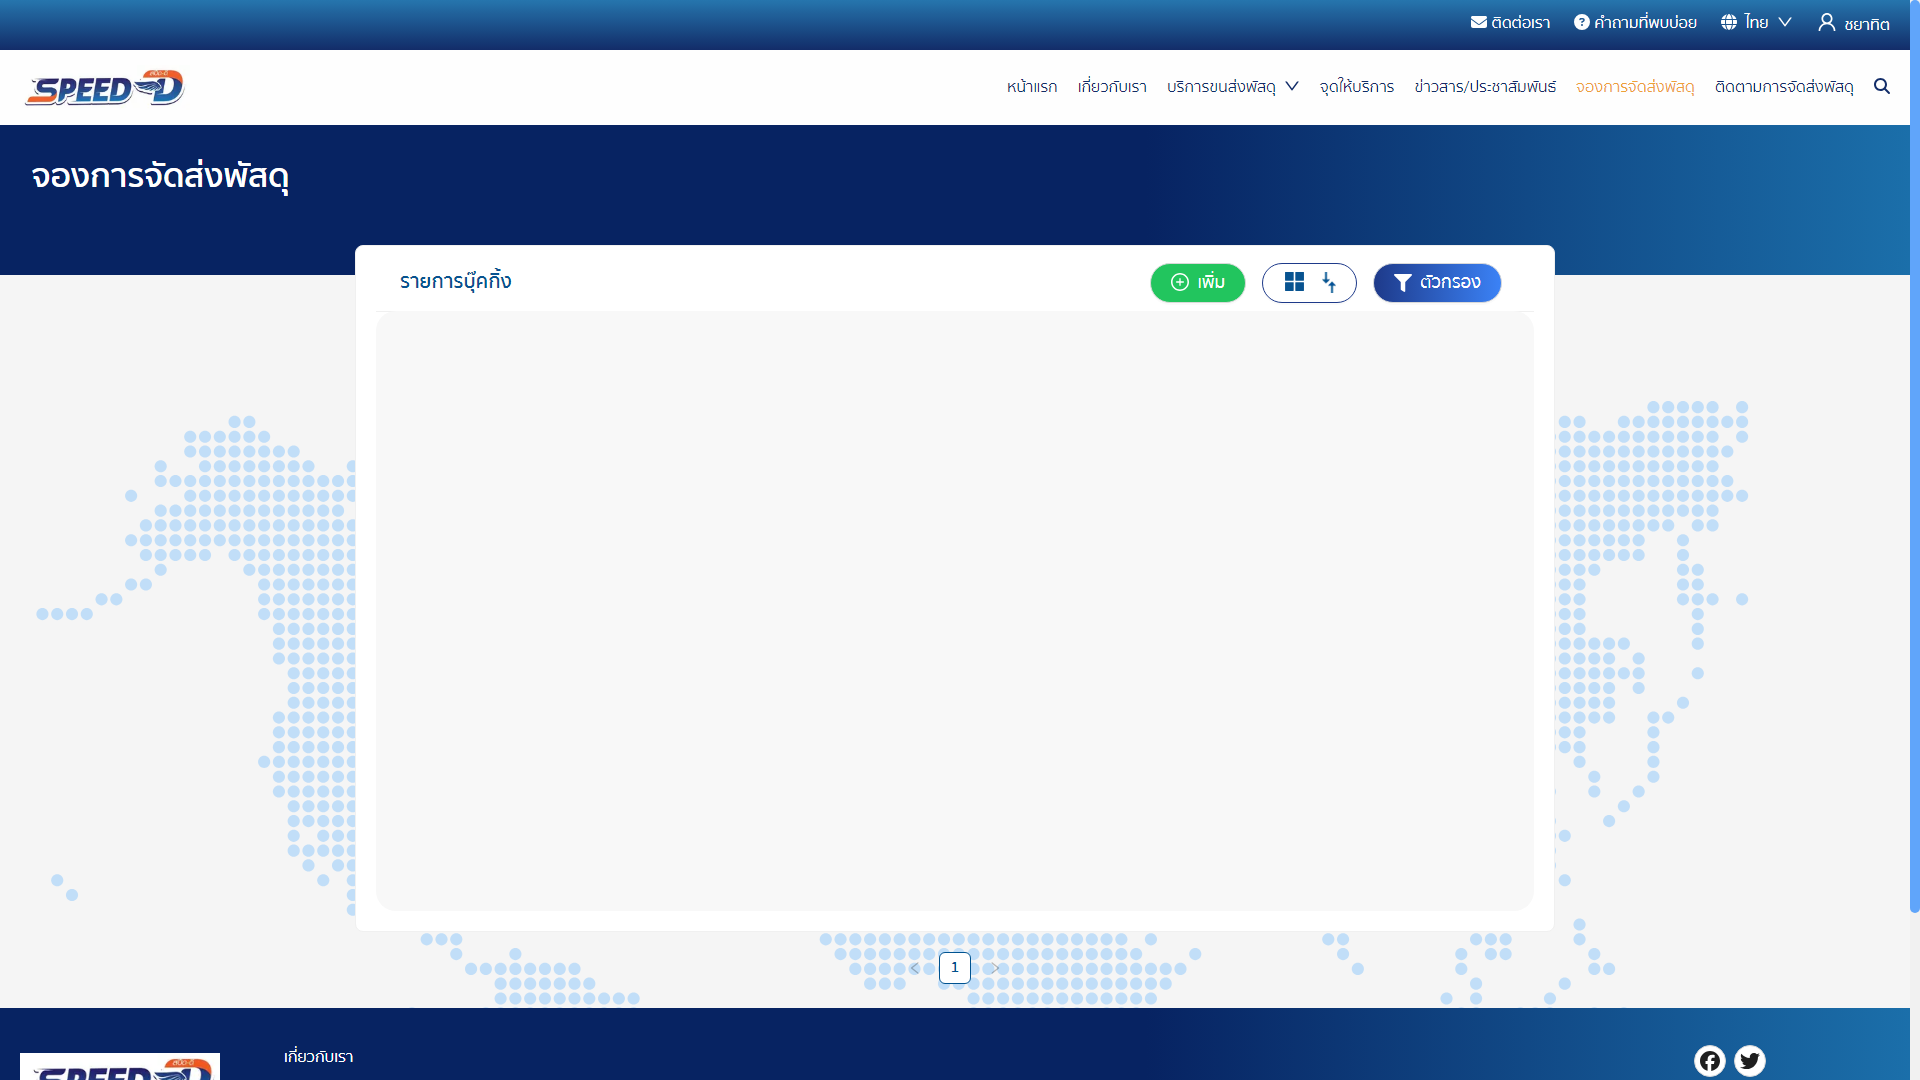 ติดต่อเรา
คำถามที่พบบ่อย
ไทย
ชยาทิต
SPEED-D
หน้าแรก
เกี่ยวกับเรา
บริการขนส่งพัสดุ
จุดให้บริการ
ข่าวสาร/ประชาสัมพันธ์
จองการจัดส่งพัสดุ
ติดตามการจัดส่งพัสดุ
จองการจัดส่งพัสดุ
รายการบุ๊คกิ้ง
เพิ่ม
ตัวกรอง
1
เกี่ยวกับเรา
SPEED-D